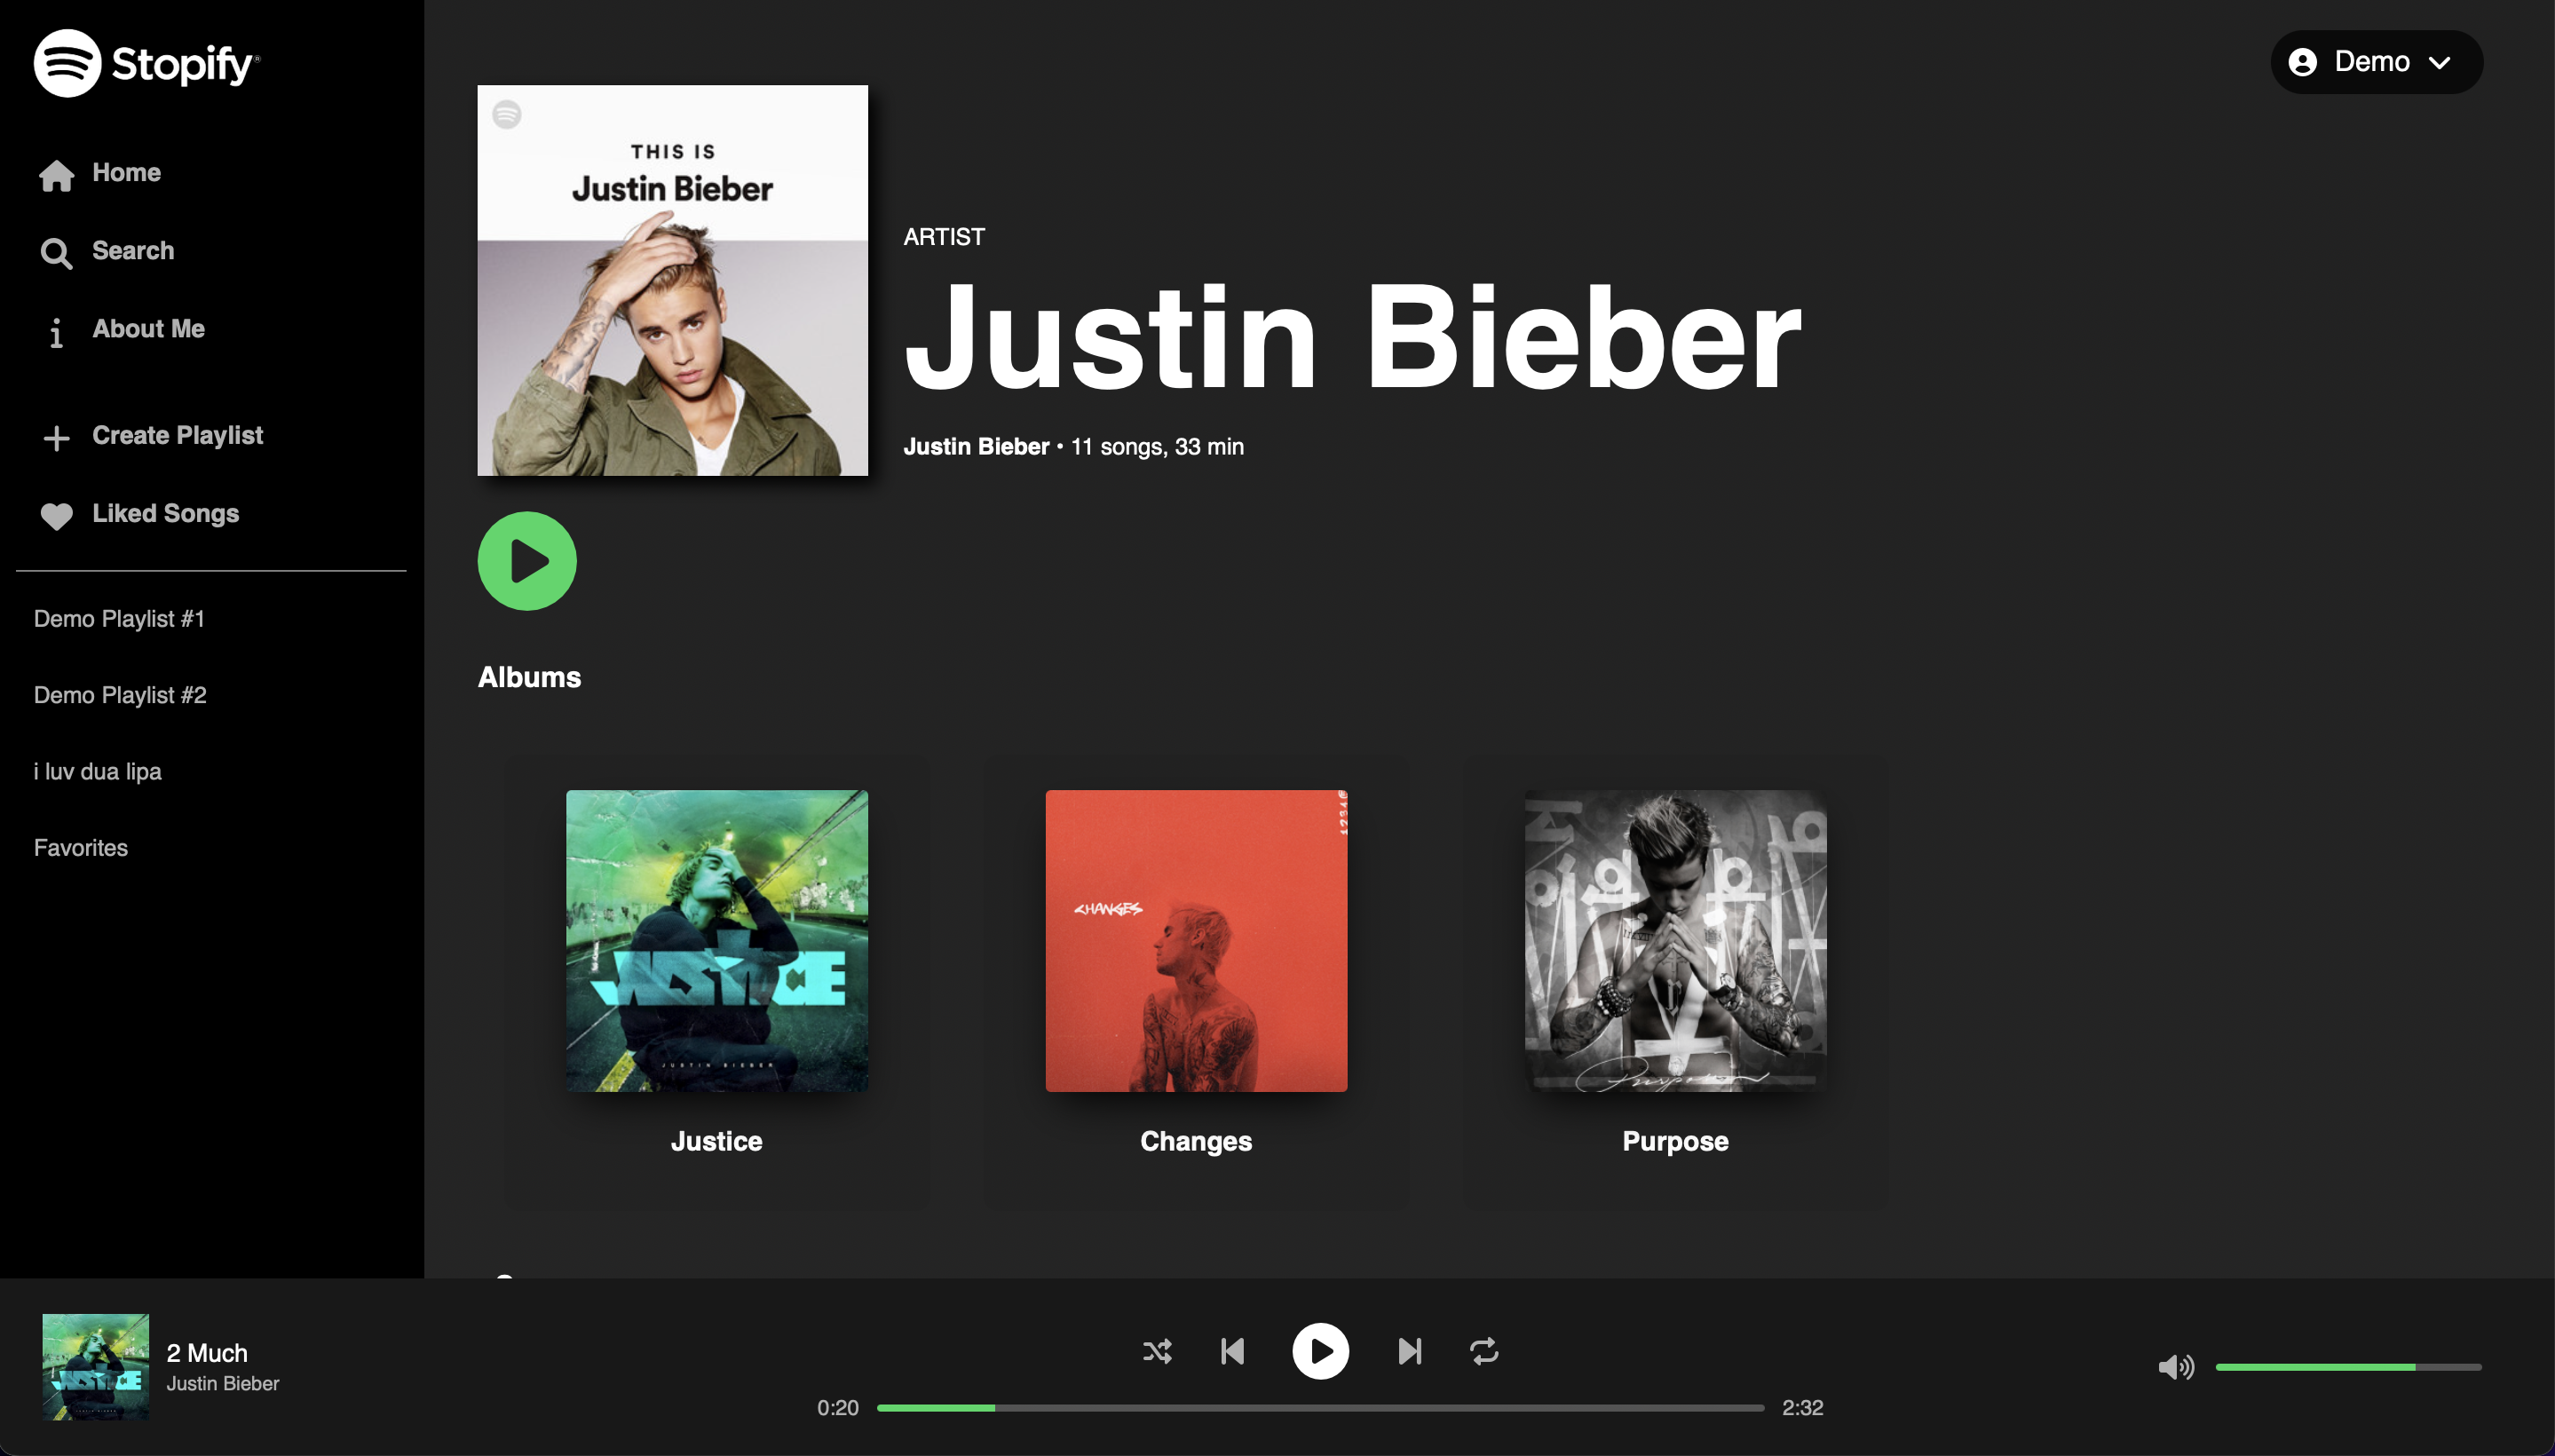 Stopify®
Home
Search
About Me
Create Playlist
Liked Songs
Demo Playlist #1
Demo Playlist #2
i luv dua lipa
Favorites
Demo
THIS IS
Justin Bieber
ARTIST
Justin Bieber
Justin Bieber • 11 songs, 33 min
Albums
JUSTICE
JUSTIN BIEBER
CHANGES
Purpose
Justice
Changes
Purpose
JUSTICE
2 Much
Justin Bieber
0:20
2:32